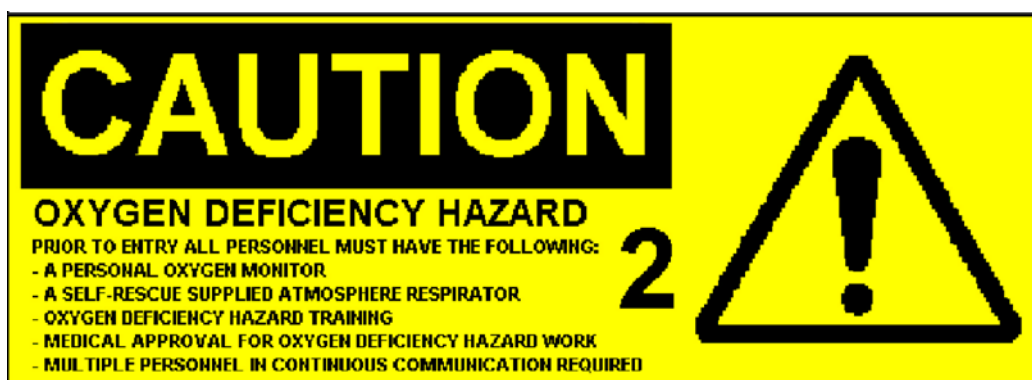 CAUTION
OXYGEN DEFICIENCY HAZARD
PRIOR TO ENTRY ALL PERSONNEL MUST HAVE THE FOLLOWING:
- A PERSONAL OXYGEN MONITOR
- A SELF-RESCUE SUPPLIED ATMOSPHERE RESPIRATOR
- OXYGEN DEFICIENCY HAZARD TRAINING
- MEDICAL APPROVAL FOR OXYGEN DEFICIENCY HAZARD WORK
- MULTIPLE PERSONNEL IN CONTINUOUS COMMUNICATION REQUIRED
2
!